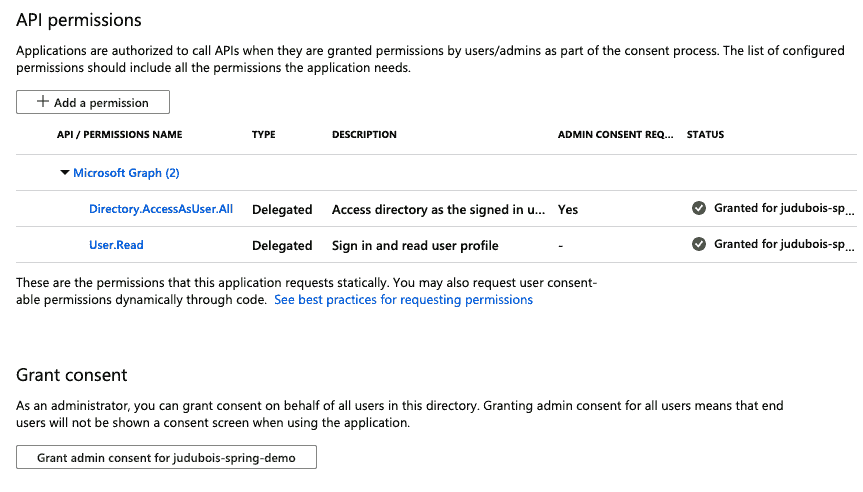 API permissions
Applications are authorized to call APIs when they are granted permissions by users/admins as part of the consent process. The list of configured
permissions should include all the permissions the application needs.
+ Add a permission
API / PERMISSIONS NAME TYPE DESCRIPTION ADMIN CONSENT REQ... STATUS
Microsoft Graph (2)
Directory.AccessAsUser.All Delegated Access directory as the signed in u... Yes Granted for judubois-sp...
User.Read Delegated Sign in and read user profile - Granted for judubois-sp...
These are the permissions that this application requests statically. You may also request user consent-
able permissions dynamically through code. See best practices for requesting permissions
Grant consent
As an administrator, you can grant consent on behalf of all users in this directory. Granting admin consent for all users means that end
users will not be shown a consent screen when using the application.
Grant admin consent for judubois-spring-demo